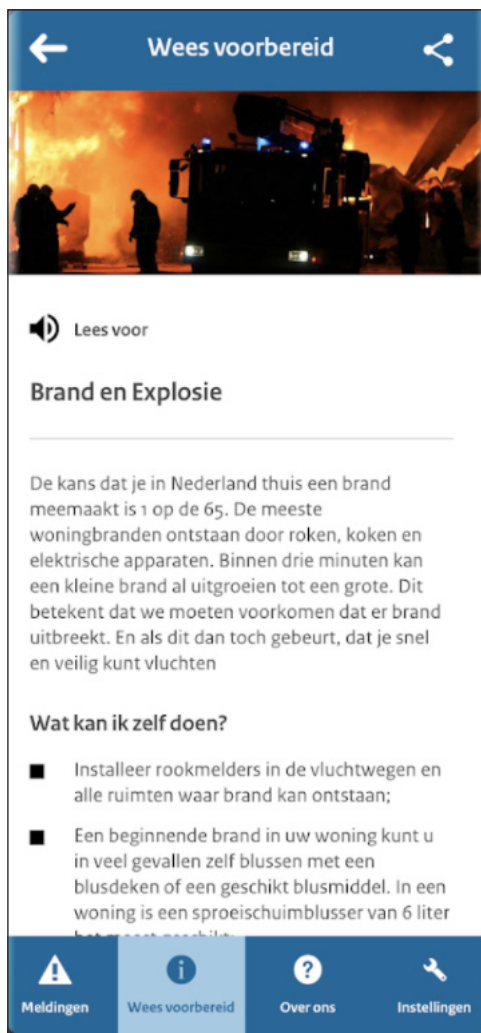 Wees voorbereid
Lees voor
Brand en Explosie
De kans dat je in Nederland thuis een brand
meemaakt is 1 op de 65. De meeste
woningbranden ontstaan door roken, koken en
elektrische apparaten. Binnen drie minuten kan
een kleine brand al uitgroeien tot een grote. Dit
betekent dat we moeten voorkomen dat er brand
uitbreekt. En als dit dan toch gebeurt, dat je snel
en veilig kunt vluchten
Wat kan ik zelf doen?
Installeer rookmelders in de vluchtwegen en
alle ruimten waar brand kan ontstaan;
Een beginnende brand in uw woning kunt u
in veel gevallen zelf blussen met een
blusdeken of een geschikt blusmiddel. In een
woning is een sproeischuimblusser van 6 liter
Meldingen
Wees voorbereid
Over ons
Instellingen